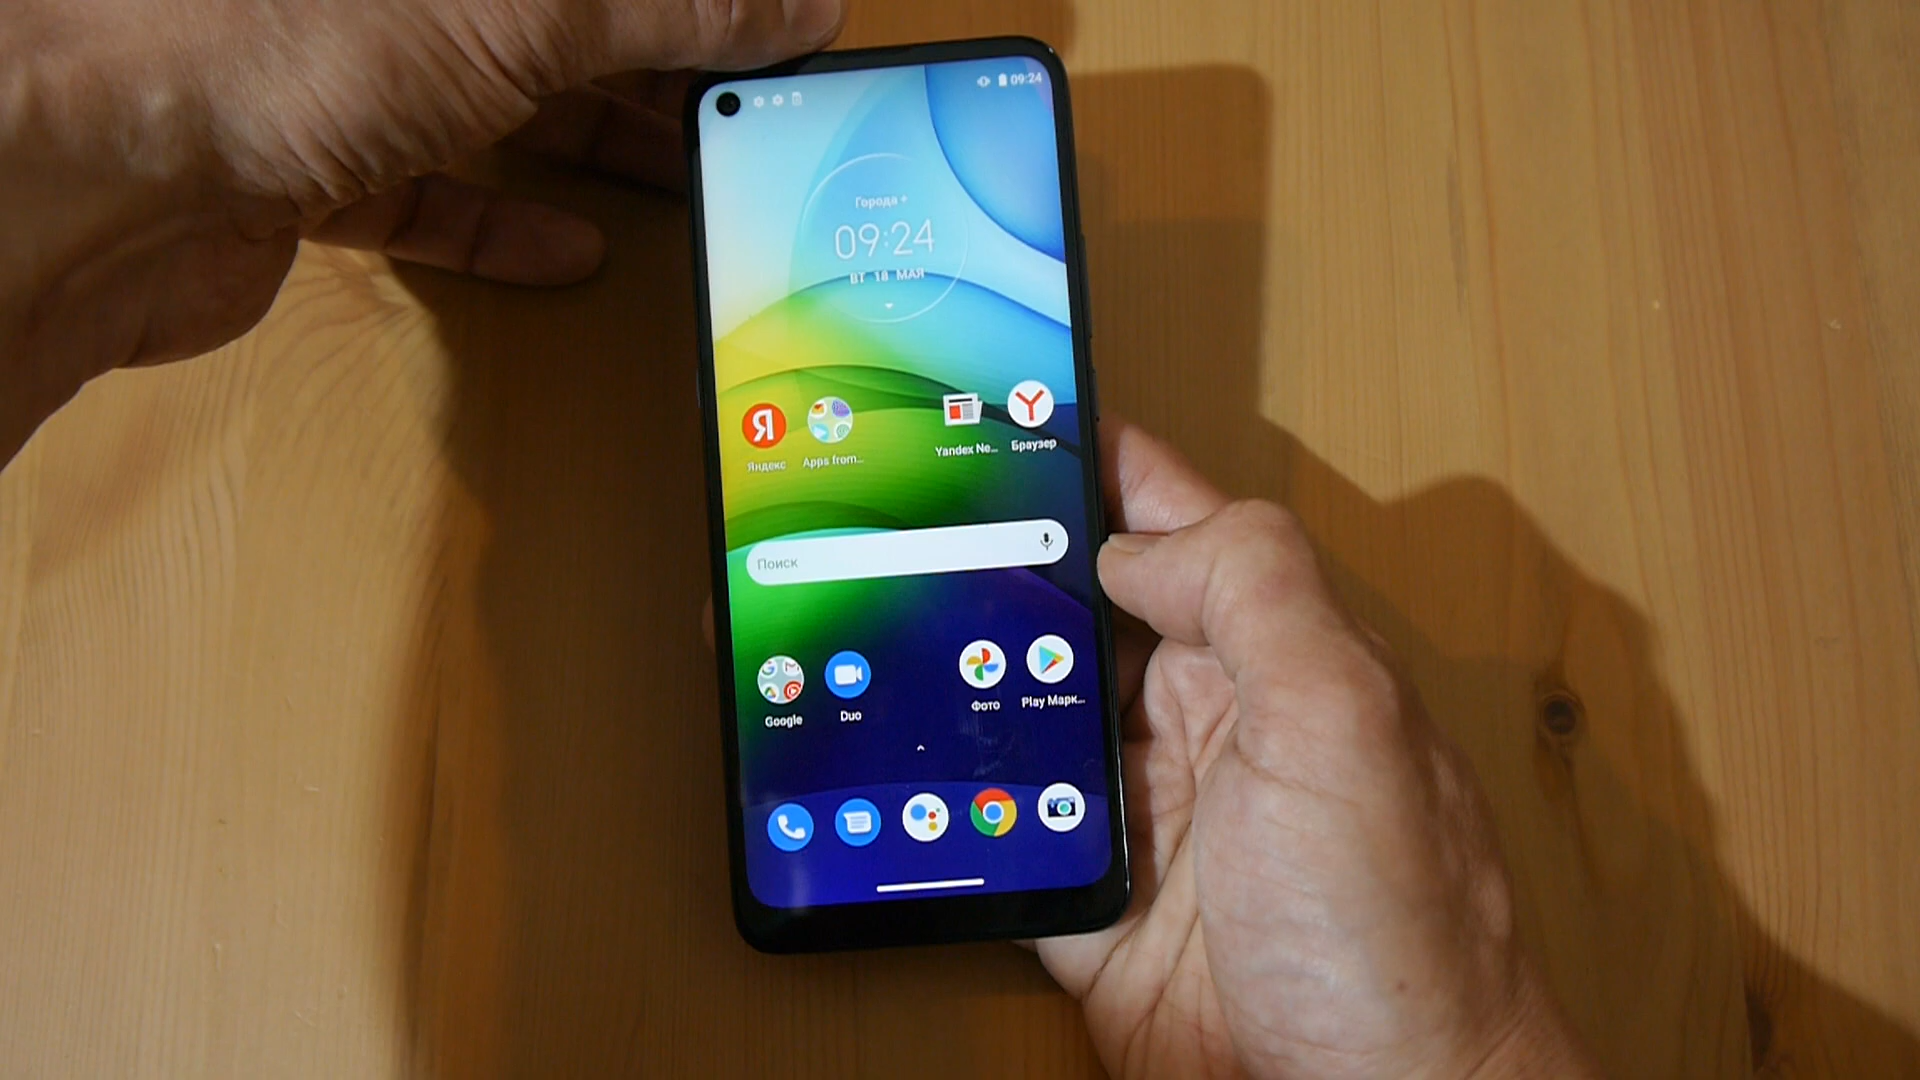 09:24
Города +
09:24
ВТ 18 МАЯ
Я
Y
Яндекс
Apps from...
Yandex Ne...
Браузер
Поиск
Google
Duo
Фото
Play Марк...